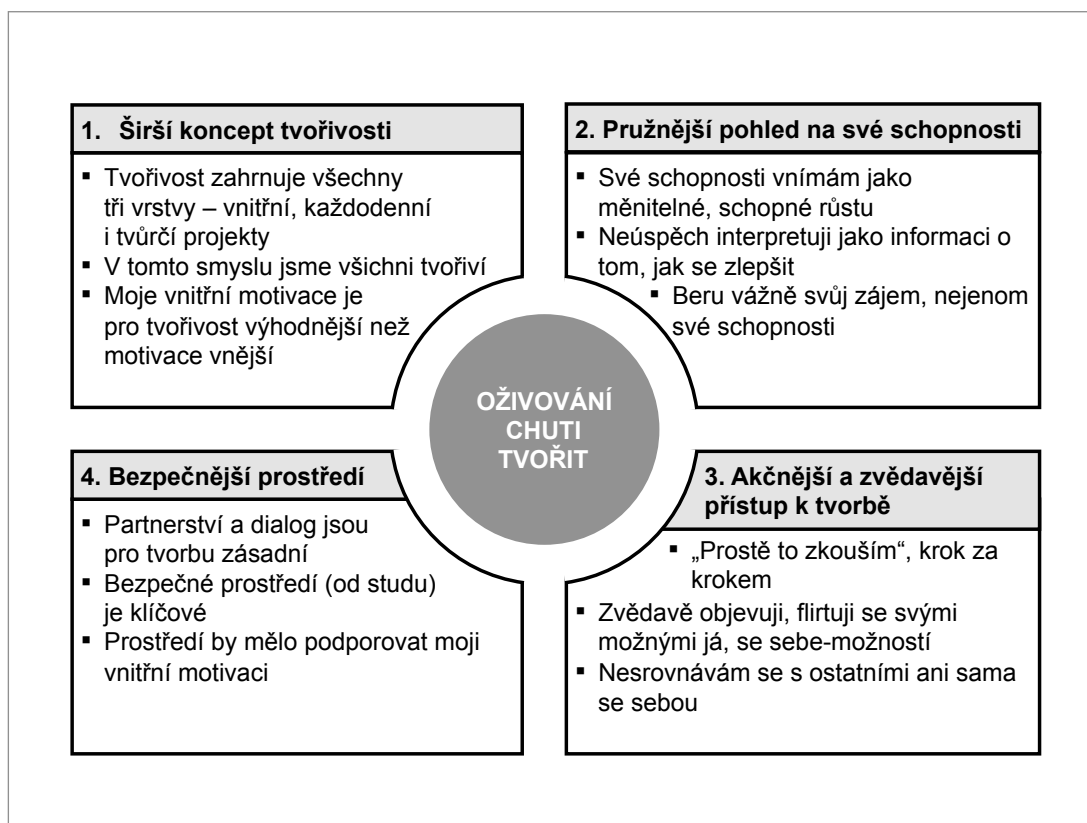 1. Širší koncept tvořivosti
▪ Tvořivost zahrnuje všechny
tři vrstvy – vnitřní, každodenní
i tvůrčí projekty
▪ V tomto smyslu jsme všichni tvořiví
▪ Moje vnitřní motivace je
pro tvořivost výhodnější než
motivace vnější
2. Pružnější pohled na své schopnosti
▪ Své schopnosti vnímám jako
měnitelné, schopné růstu
▪ Neúspěch interpretuji jako informaci o
tom, jak se zlepšit
▪ Beru vážně svůj zájem, nejenom
své schopnosti
OŽIVOVÁNÍ
CHUTI
TVOŘIT
3. Akčnější a zvědavější
přístup k tvorbě
▪ „Prostě to zkouším“, krok za
krokem
▪ Zvědavě objevuji, flirtuji se svými
možnými já, se sebe-možností
▪ Nesrovnávám se s ostatními ani sama
se sebou
4. Bezpečnější prostředí
▪ Partnerství a dialog jsou
pro tvorbu zásadní
▪ Bezpečné prostředí (od studu)
je klíčové
▪ Prostředí by mělo podporovat moji
vnitřní motivaci